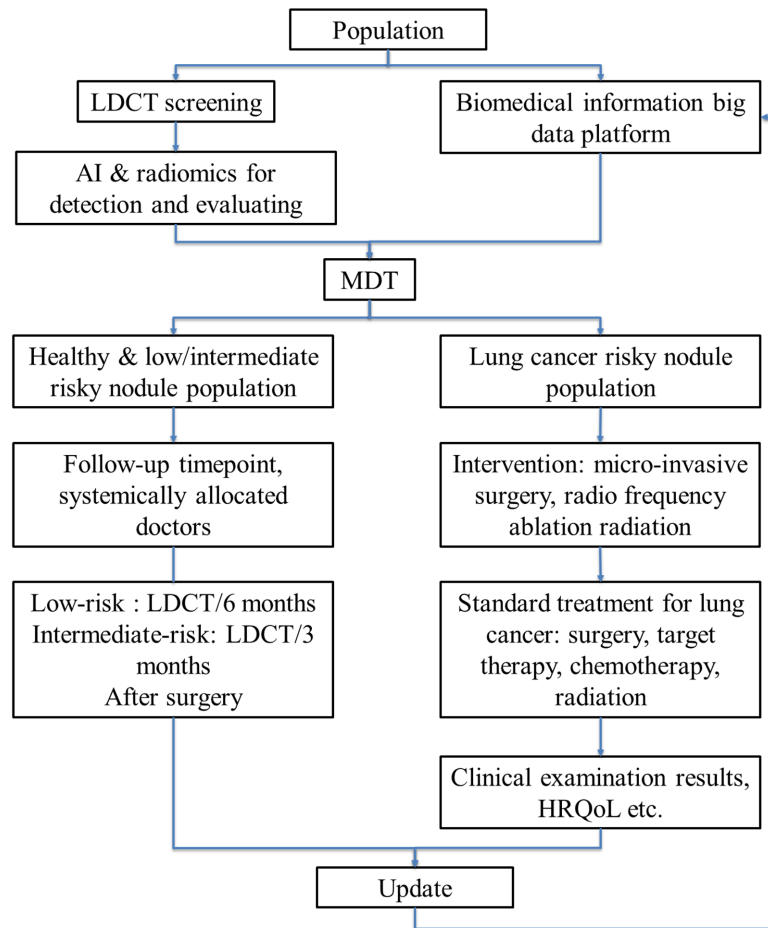 Population
LDCT screening
Biomedical information big
data platform
AI & radiomics for
detection and evaluating
MDT
Healthy & low/intermediate
risky nodule population
Lung cancer risky nodule
population
Follow-up timepoint,
systemically allocated
doctors
Intervention: micro-invasive
surgery, radio frequency
ablation radiation
Low-risk : LDCT/6 months
Intermediate-risk: LDCT/3
months
After surgery
Standard treatment for lung
cancer: surgery, target
therapy, chemotherapy,
radiation
Clinical examination results,
HRQoL etc.
Update